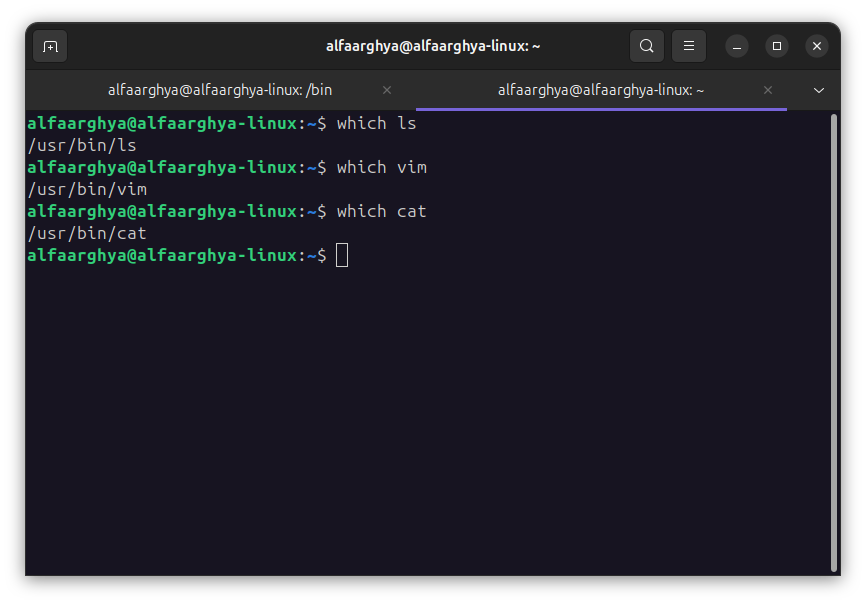 alfaarghya@alfaarghya-linux: ~
alfaarghya@alfaarghya-linux: /bin
alfaarghya@alfaarghya-linux: ~
alfaarghya@alfaarghya-linux:~$ which ls
/usr/bin/ls
alfaarghya@alfaarghya-linux:~$ which vim
/usr/bin/vim
alfaarghya@alfaarghya-linux:~$ which cat
/usr/bin/cat
alfaarghya@alfaarghya-linux:~$